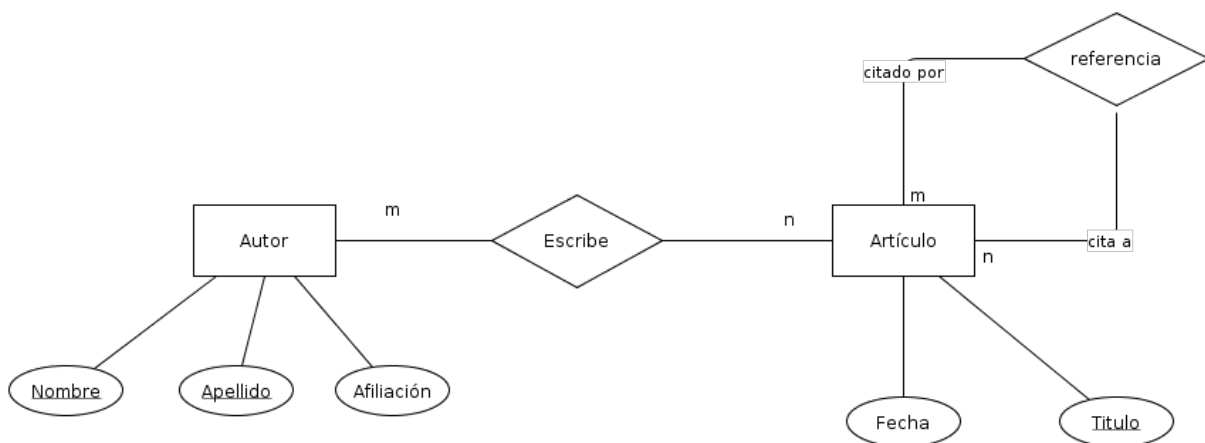 referencia
citado por
m
Autor
m
Escribe
n
Artículo
n
cita a
Nombre
Apellido
Afiliación
Fecha
Titulo